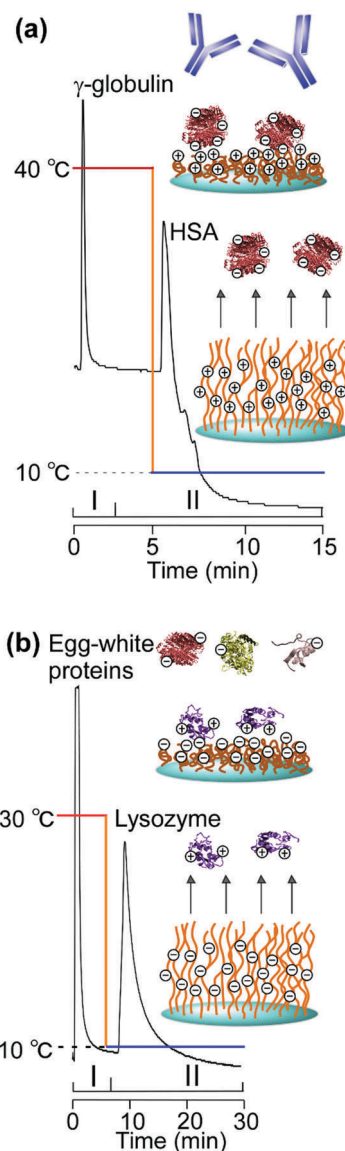 (a)
γ-globulin
40 °C
HSA
10 °C
I II
0 5 10 15
Time (min)
(b) Egg-white
proteins
30 °C
Lysozyme
10 °C
I II
0 10 20 30
Time (min)